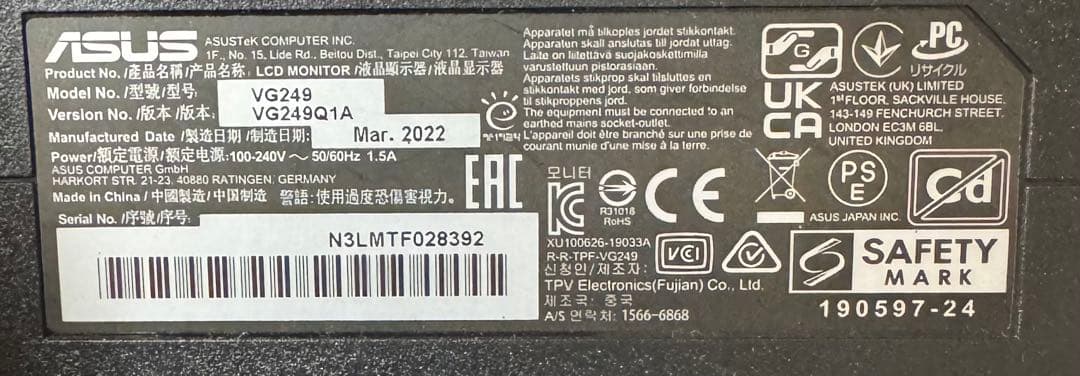 ASUS
ASUSTeK COMPUTER INC.
1F., No. 15, Lide Rd., Beitou Dist., Taipei City 112, Taiwan
Product No./產品名稱/产品名称: LCD MONITOR/液晶顯示器/液晶显示器
Model No./型號/型号: VG249
Version No./版本/版本: VG249Q1A
Manufactured Date/製造日期/制造日期: Mar. 2022
Power/額定電源/额定电源:100-240V ~ 50/60Hz 1.5A
ASUS COMPUTER GmbH
HARKORT STR. 21-23, 40880 RATINGEN, GERMANY
Made in China/中國製造/中国制造 警語:使用過度恐傷害視力。
Serial No./序號/序号:
N3LMTF028392
EAC
Apparatet må tilkoples jordet stikkontakt.
Apparaten skall anslutas till jordat uttag.
Laite on liitettävä suojakoskettimilla
varustettuun pistorasiaan.
Apparatets stikprop skal tilsluttes en
stikkontakt med jord, som giver forbindelse
til stikproppens jord.
The equipment must be connected to an
earthed mains socket-outlet.
L'appareil doit être branché sur une prise de
courant munie d'une mise à la terre.
모니터
R31018
RoHS
CE
XU100626-19033A
R-R-TPF-VG249
신청인/제조자:
TPV Electronics(Fujian) Co., Ltd.
제조국: 중국
A/S 연락처: 1566-6868
VCI
G
PC
リサイクル
UK
CA
ASUSTEK (UK) LIMITED
1ST FLOOR, SACKVILLE HOUSE,
143-149 FENCHURCH STREET,
LONDON EC3M 6BL,
UNITED KINGDOM
PS
E
ASUS JAPAN INC.
Cd
S
SAFETY
MARK
190597-24